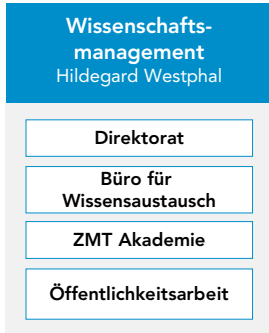 Wissenschafts-
management
Hildegard Westphal
Direktorat
Büro für
Wissensaustausch
ZMT Akademie
Öffentlichkeitsarbeit